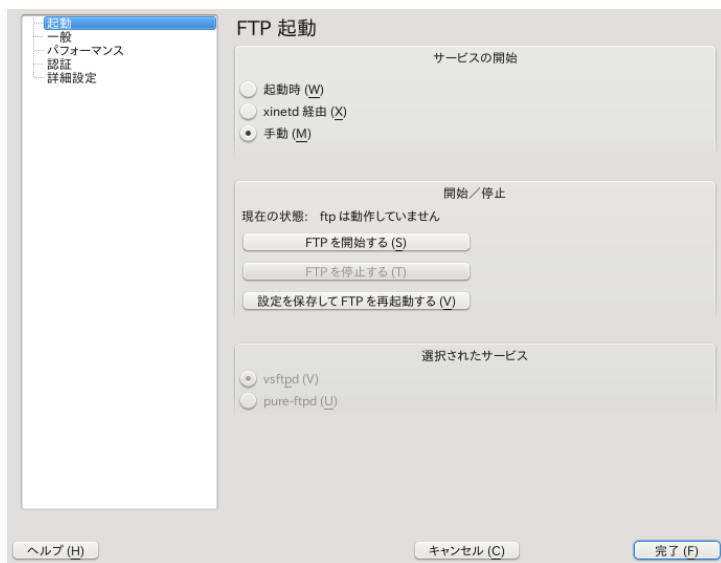 起動
一般
パフォーマンス
認証
詳細設定
FTP 起動
サービスの開始
起動時 (W)
xinetd 経由 (X)
手動 (M)
開始／停止
現在の状態: ftp は動作していません
FTP を開始する (S)
FTP を停止する (T)
設定を保存して FTP を再起動する (V)
選択されたサービス
vsftpd (V)
pure-ftpd (U)
ヘルプ (H)
キャンセル (C)
完了 (F)